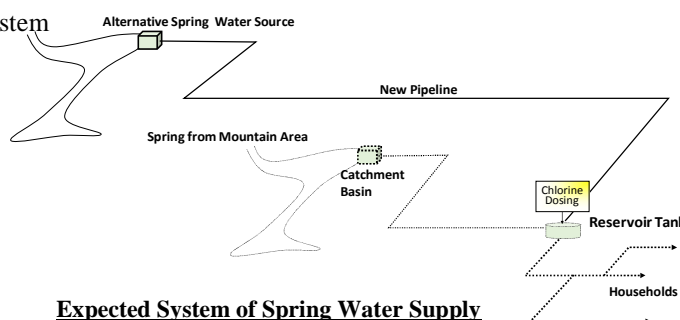 stem
Alternative Spring Water Source
New Pipeline
Spring from Mountain Area
Catchment
Basin
Chlorine
Dosing
Reservoir Tank
Households
Expected System of Spring Water Supply